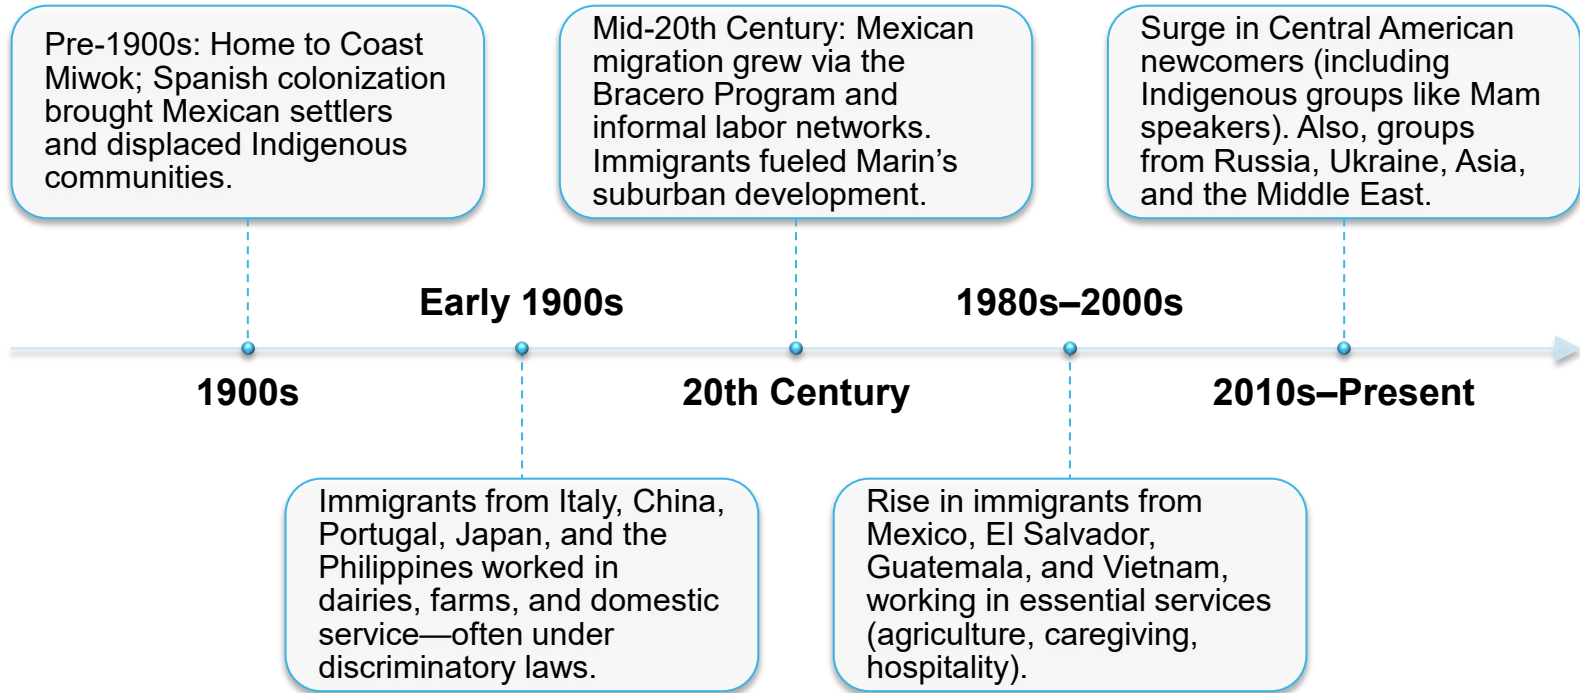 Pre-1900s: Home to Coast
Miwok; Spanish colonization
brought Mexican settlers
and displaced Indigenous
communities.
Mid-20th Century: Mexican
migration grew via the
Bracero Program and
informal labor networks.
Immigrants fueled Marin’s
suburban development.
Surge in Central American
newcomers (including
Indigenous groups like Mam
speakers). Also, groups
from Russia, Ukraine, Asia,
and the Middle East.
Early 1900s
1980s–2000s
1900s
20th Century
2010s–Present
Immigrants from Italy, China,
Portugal, Japan, and the
Philippines worked in
dairies, farms, and domestic
service—often under
discriminatory laws.
Rise in immigrants from
Mexico, El Salvador,
Guatemala, and Vietnam,
working in essential services
(agriculture, caregiving,
hospitality).